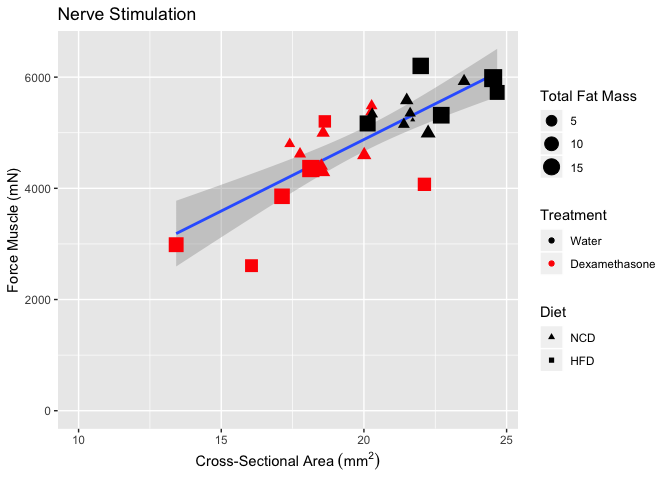 Nerve Stimulation
6000
4000
2000
0
Force Muscle (mN)
10
15
20
25
Cross-Sectional Area (mm²)
Total Fat Mass
5
10
15
Treatment
Water
Dexamethasone
Diet
NCD
HFD